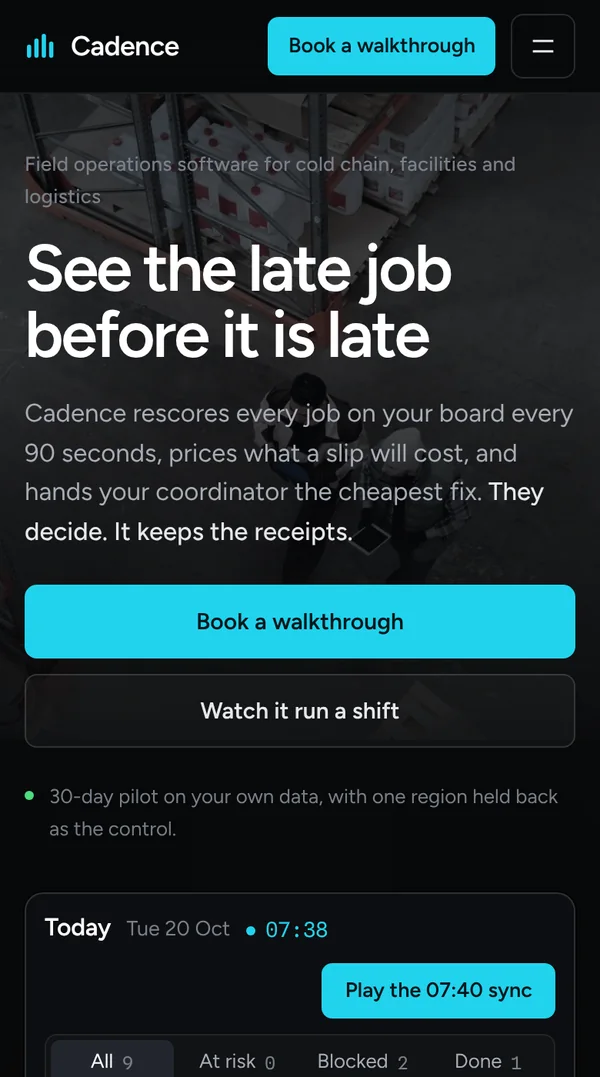 Cadence
Book a walkthrough
Field operations software for cold chain, facilities and
logistics
See the late job
before it is late
Cadence rescores every job on your board every
90 seconds, prices what a slip will cost, and
hands your coordinator the cheapest fix. They
decide. It keeps the receipts.
Book a walkthrough
Watch it run a shift
30-day pilot on your own data, with one region held back
as the control.
Today Tue 20 Oct 07:38
Play the 07:40 sync
All 9 At risk 0 Blocked 2 Done 1